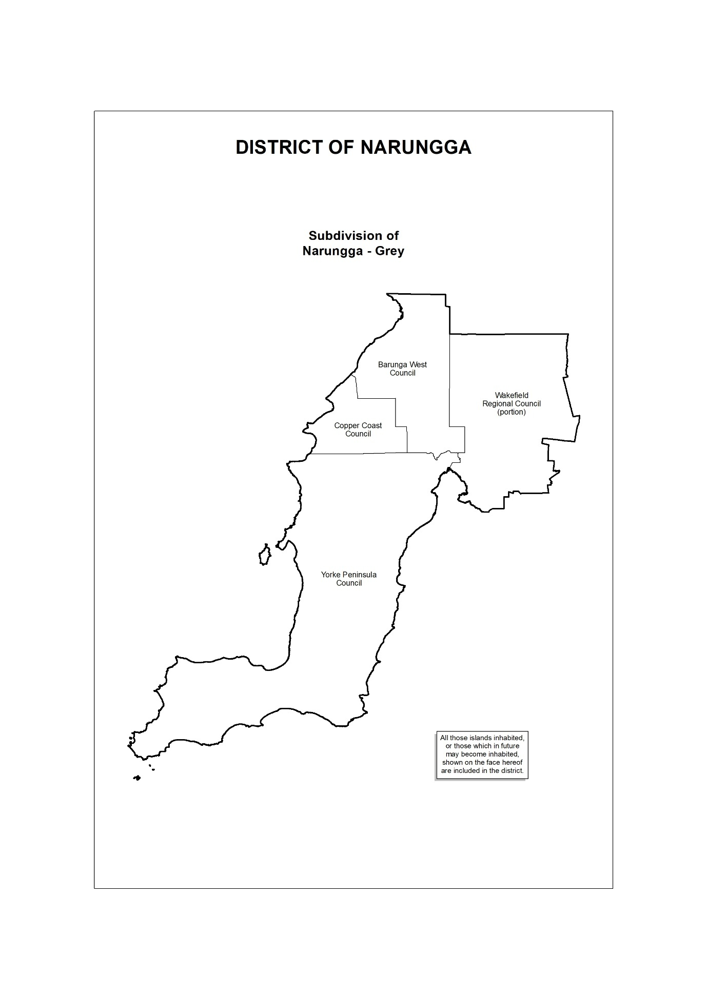 DISTRICT OF NARUNGGA
Subdivision of
Narungga - Grey
Barunga West
Council
Wakefield
Regional Council
(portion)
Copper Coast
Council
Yorke Peninsula
Council
All those islands inhabited,
or those which in future
may become inhabited,
shown on the face hereof
are included in the district.